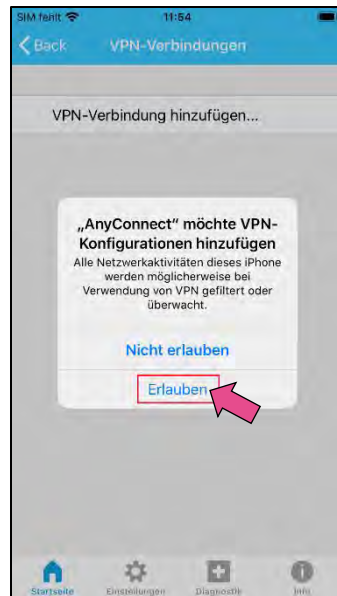 SIM fehlt 11:54
Back VPN-Verbindungen
VPN-Verbindung hinzufügen...
„AnyConnect“ möchte VPN-
Konfigurationen hinzufügen
Alle Netzwerkaktivitäten dieses iPhone
werden möglicherweise bei
Verwendung von VPN gefiltert oder
überwacht.
Nicht erlauben
Erlauben
Startseite Einstellungen Diagnostik Info